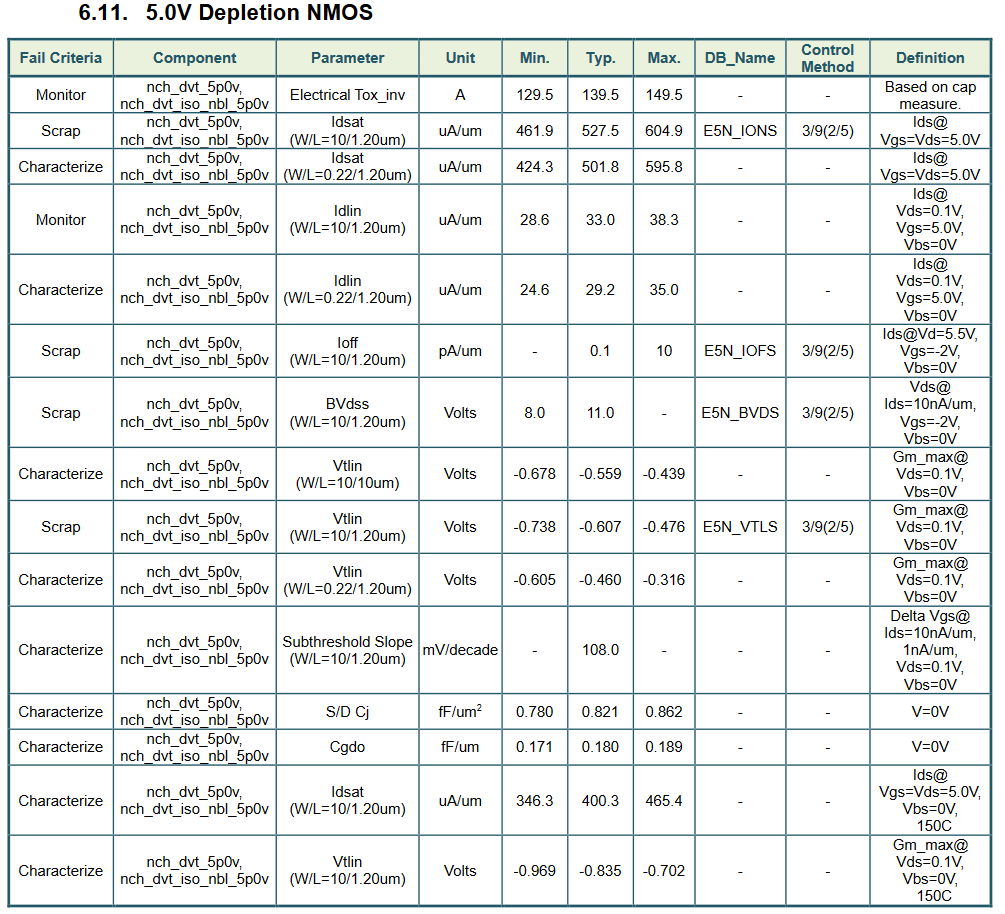 6.11. 5.0V Depletion NMOS
Fail Criteria Component Parameter Unit Min. Typ. Max. DB_Name Control Method Definition
Monitor nch_dvt_5p0v, nch_dvt_iso_nbl_5p0v Electrical Tox_inv A 129.5 139.5 149.5 - - Based on cap measure.
Scrap nch_dvt_5p0v, nch_dvt_iso_nbl_5p0v Idsat (W/L=10/1.20um) uA/um 461.9 527.5 604.9 E5N_IONS 3/9(2/5) Ids@ Vgs=Vds=5.0V
Characterize nch_dvt_5p0v, nch_dvt_iso_nbl_5p0v Idsat (W/L=0.22/1.20um) uA/um 424.3 501.8 595.8 - - Ids@ Vgs=Vds=5.0V
Monitor nch_dvt_5p0v, nch_dvt_iso_nbl_5p0v Idlin (W/L=10/1.20um) uA/um 28.6 33.0 38.3 - - Ids@ Vds=0.1V, Vgs=5.0V, Vbs=0V
Characterize nch_dvt_5p0v, nch_dvt_iso_nbl_5p0v Idlin (W/L=0.22/1.20um) uA/um 24.6 29.2 35.0 - - Ids@ Vds=0.1V, Vgs=5.0V, Vbs=0V
Scrap nch_dvt_5p0v, nch_dvt_iso_nbl_5p0v Ioff (W/L=10/1.20um) pA/um - 0.1 10 E5N_IOFS 3/9(2/5) Ids@Vd=5.5V, Vgs=-2V, Vbs=0V
Scrap nch_dvt_5p0v, nch_dvt_iso_nbl_5p0v BVdss (W/L=10/1.20um) Volts 8.0 11.0 - E5N_BVDS 3/9(2/5) Vds@ Ids=10nA/um, Vgs=-2V, Vbs=0V
Characterize nch_dvt_5p0v, nch_dvt_iso_nbl_5p0v Vtlin (W/L=10/10um) Volts -0.678 -0.559 -0.439 - - Gm_max@ Vds=0.1V, Vbs=0V
Scrap nch_dvt_5p0v, nch_dvt_iso_nbl_5p0v Vtlin (W/L=10/1.20um) Volts -0.738 -0.607 -0.476 E5N_VTLS 3/9(2/5) Gm_max@ Vds=0.1V, Vbs=0V
Characterize nch_dvt_5p0v, nch_dvt_iso_nbl_5p0v Vtlin (W/L=0.22/1.20um) Volts -0.605 -0.460 -0.316 - - Gm_max@ Vds=0.1V, Vbs=0V
Characterize nch_dvt_5p0v, nch_dvt_iso_nbl_5p0v Subthreshold Slope (W/L=10/1.20um) mV/decade - 108.0 - - - Delta Vgs@ Ids=10nA/um, 1nA/um, Vds=0.1V, Vbs=0V
Characterize nch_dvt_5p0v, nch_dvt_iso_nbl_5p0v S/D Cj fF/um² 0.780 0.821 0.862 - - V=0V
Characterize nch_dvt_5p0v, nch_dvt_iso_nbl_5p0v Cgdo fF/um 0.171 0.180 0.189 - - V=0V
Characterize nch_dvt_5p0v, nch_dvt_iso_nbl_5p0v Idsat (W/L=10/1.20um) uA/um 346.3 400.3 465.4 - - Ids@ Vgs=Vds=5.0V, Vbs=0V, 150C
Characterize nch_dvt_5p0v, nch_dvt_iso_nbl_5p0v Vtlin (W/L=10/1.20um) Volts -0.969 -0.835 -0.702 - - Gm_max@ Vds=0.1V, Vbs=0V, 150C